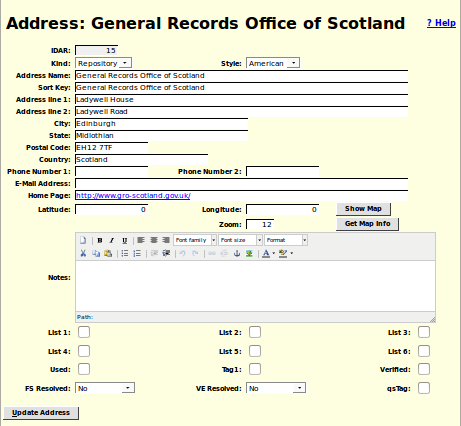 Address: General Records Office of Scotland ? Help
IDAR: 15
Kind: Repository Style: American
Address Name: General Records Office of Scotland
Sort Key: General Records Office of Scotland
Address line 1: Ladywell House
Address line 2: Ladywell Road
City: Edinburgh
State: Midlothian
Postal Code: EH12 7TF
Country: Scotland
Phone Number 1: Phone Number 2:
E-Mail Address:
Home Page: http://www.gro-scotland.gov.uk/
Latitude: 0 Longitude: 0 Show Map
Zoom: 12 Get Map Info
B I U Font family Font size Format
Notes:
Path:
List 1: List 2: List 3:
List 4: List 5: List 6:
Used: Tag1: Verified:
FS Resolved: No VE Resolved: No qsTag:
Update Address